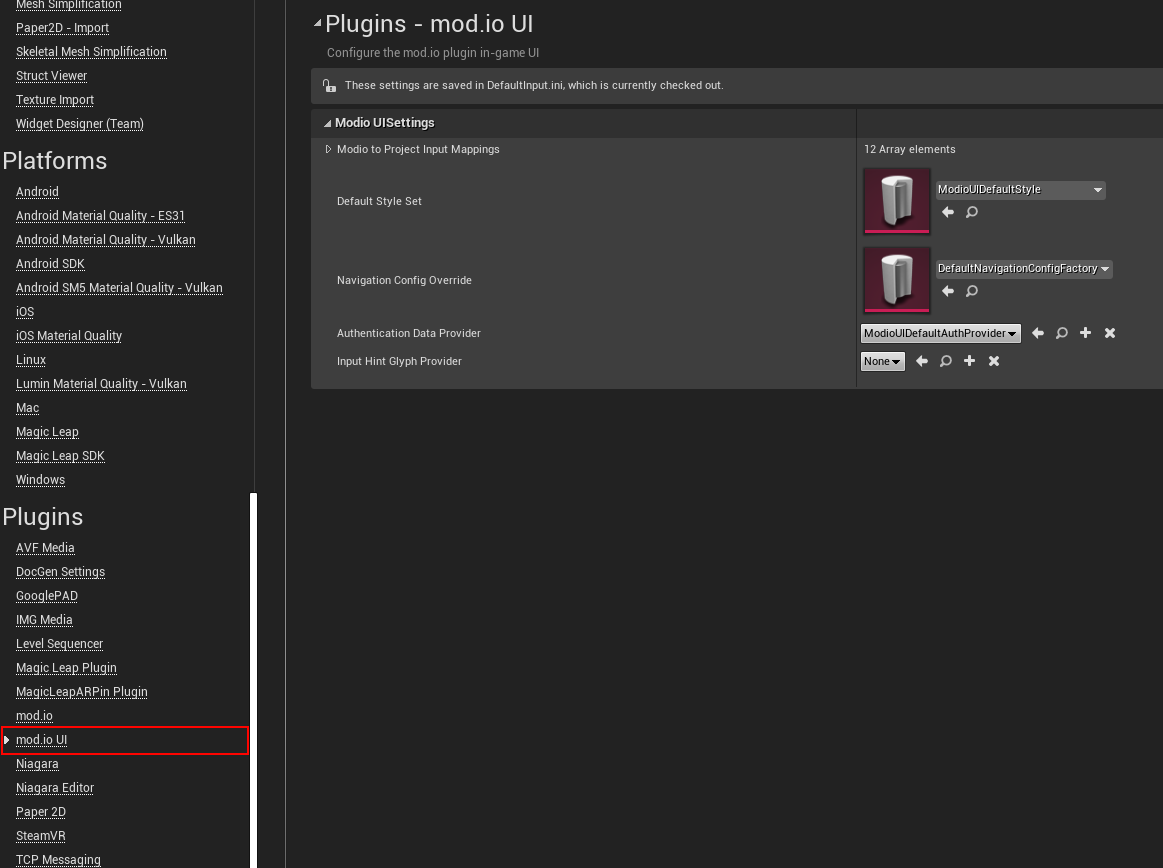 Mesh Simplification
Paper2D - Import
Skeletal Mesh Simplification
Struct Viewer
Texture Import
Widget Designer (Team)
Platforms
Android
Android Material Quality - ES31
Android Material Quality - Vulkan
Android SDK
Android SM5 Material Quality - Vulkan
iOS
iOS Material Quality
Linux
Lumin Material Quality - Vulkan
Mac
Magic Leap
Magic Leap SDK
Windows
Plugins
AVF Media
DocGen Settings
GooglePAD
IMG Media
Level Sequencer
Magic Leap Plugin
MagicLeapARPin Plugin
mod.io
mod.io UI
Niagara
Niagara Editor
Paper 2D
SteamVR
TCP Messaging
Plugins - mod.io UI
Configure the mod.io plugin in-game UI
These settings are saved in DefaultInput.ini, which is currently checked out.
Modio UISettings
Modio to Project Input Mappings
12 Array elements
Default Style Set
ModioUIDefaultStyle
Navigation Config Override
DefaultNavigationConfigFactory
Authentication Data Provider
ModioUIDefaultAuthProvider
Input Hint Glyph Provider
None